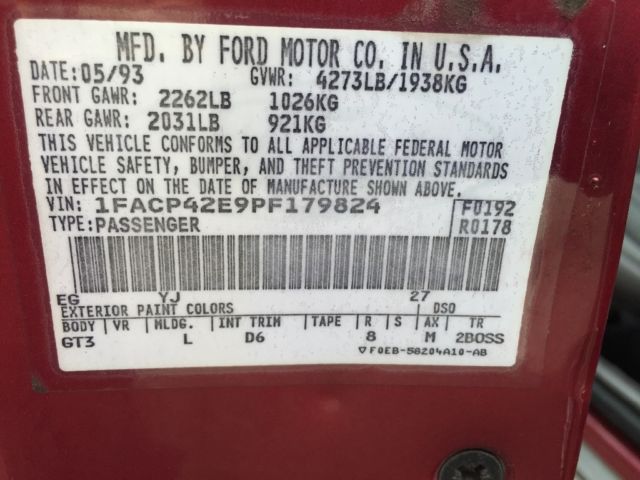 MFD. BY FORD MOTOR CO. IN U.S.A.
DATE: 05/93 GVWR: 4273LB/1938KG
FRONT GAWR: 2262LB 1026KG
REAR GAWR: 2031LB 921KG
THIS VEHICLE CONFORMS TO ALL APPLICABLE FEDERAL MOTOR
VEHICLE SAFETY, BUMPER, AND THEFT PREVENTION STANDARDS
IN EFFECT ON THE DATE OF MANUFACTURE SHOWN ABOVE.
VIN: 1FACP42E9PF179824 F0192
TYPE: PASSENGER R0178
EG YJ 27
EXTERIOR PAINT COLORS DSO
BODY VR MLDG. INT TRIM TAPE R S AX TR
GT3 L D6 8 M 2BOSS
▽ F0EB-58204A10-AB